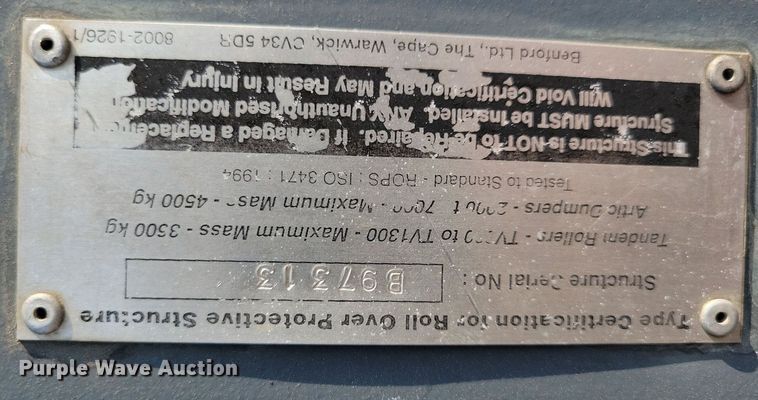 Type Certification for Roll Over Protective Structure
Structure Serial No : B97313
Tandem Rollers - to TV1300 - Maximum Mass - 3500 kg
Artic Dumpers - - Maximum Mass - 4500 kg
Tested to Standard - ROPS : ISO 3471 : 1994
This Structure is NOT to be Repaired. If Damaged a
Structure MUST be Installed. ANY Unauthorised Modification
Will Void Certification and May Result in Injury
Benford Ltd., The Cape, Warwick, CV34 5DR 8002-1926/1
Purple Wave Auction